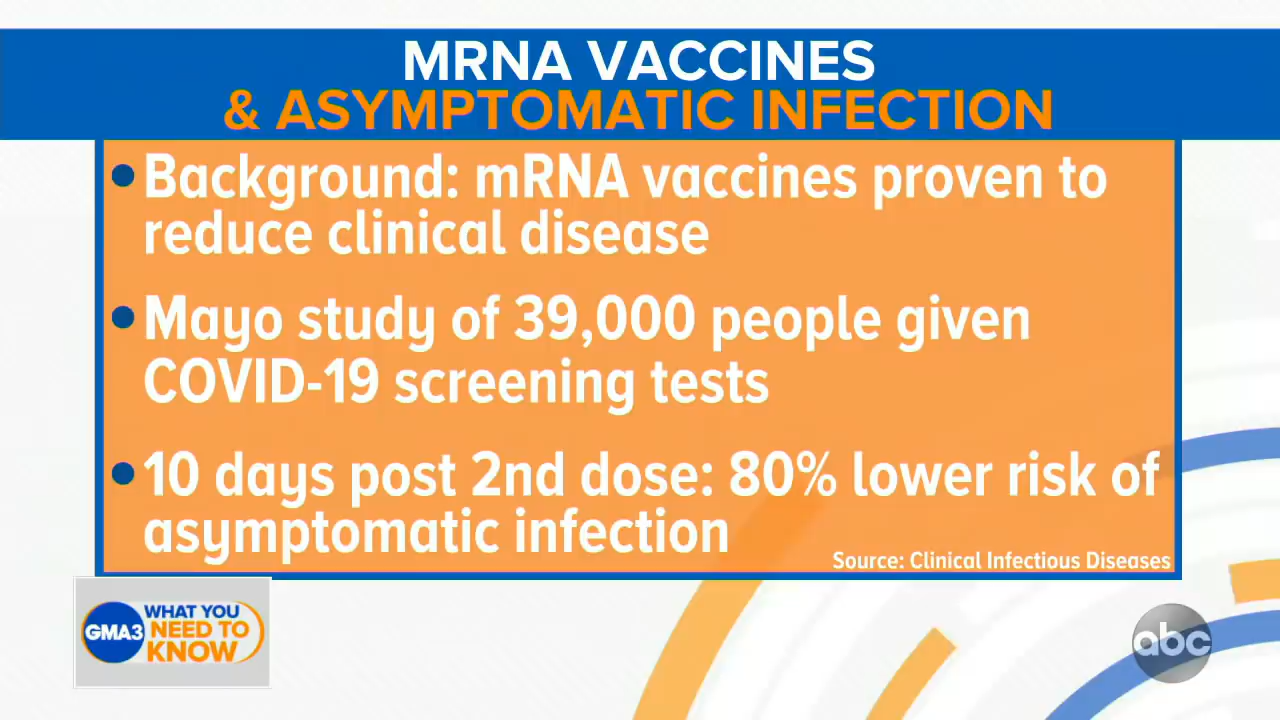 MRNA VACCINES
& ASYMPTOMATIC INFECTION
• Background: mRNA vaccines proven to
reduce clinical disease
• Mayo study of 39,000 people given
COVID-19 screening tests
• 10 days post 2nd dose: 80% lower risk of
asymptomatic infection
Source: Clinical Infectious Diseases
GMA3
WHAT YOU
NEED TO
KNOW
abc